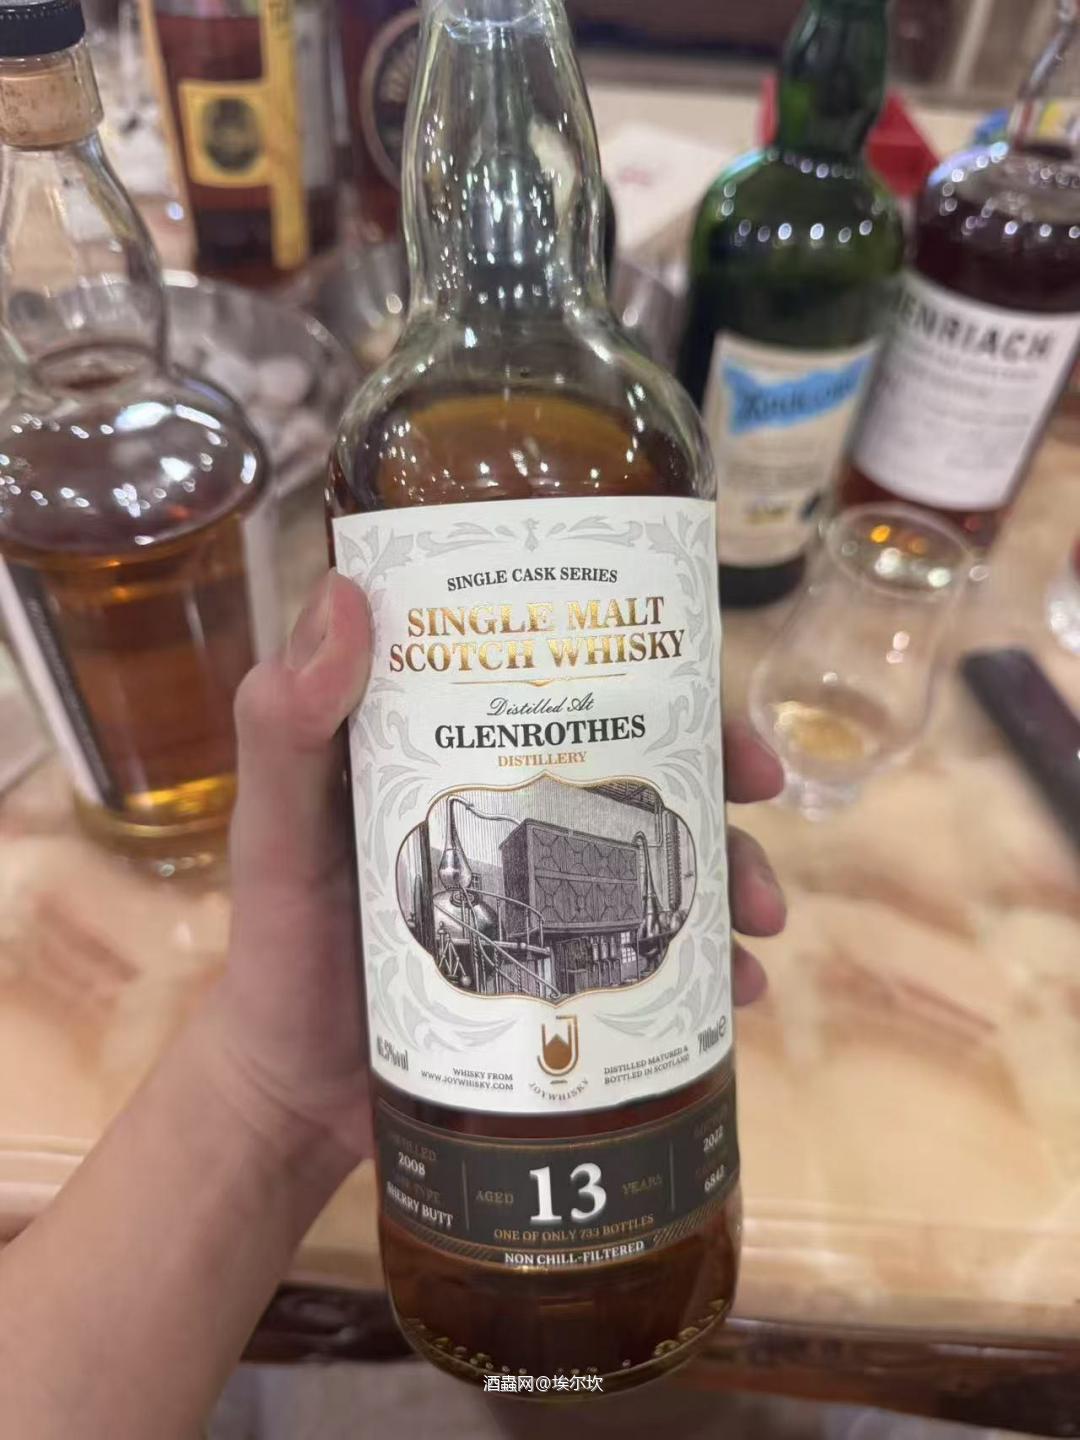 ENRIACH
SINGLE CASK SERIES
SINGLE MALT
SCOTCH WHISKY
Distilled At
GLENROTHES
DISTILLERY
WHISKY FROM
WWW.JOYWHISKY.COM
JOYWHISKY
DISTILLED MATURED &
BOTTLED IN SCOTLAND
700ml e
2008
SHERRY BUTT
AGED 13 YEARS
ONE OF ONLY 733 BOTTLES
NON CHILL-FILTERED
2022
酒蟲网@埃尔坎